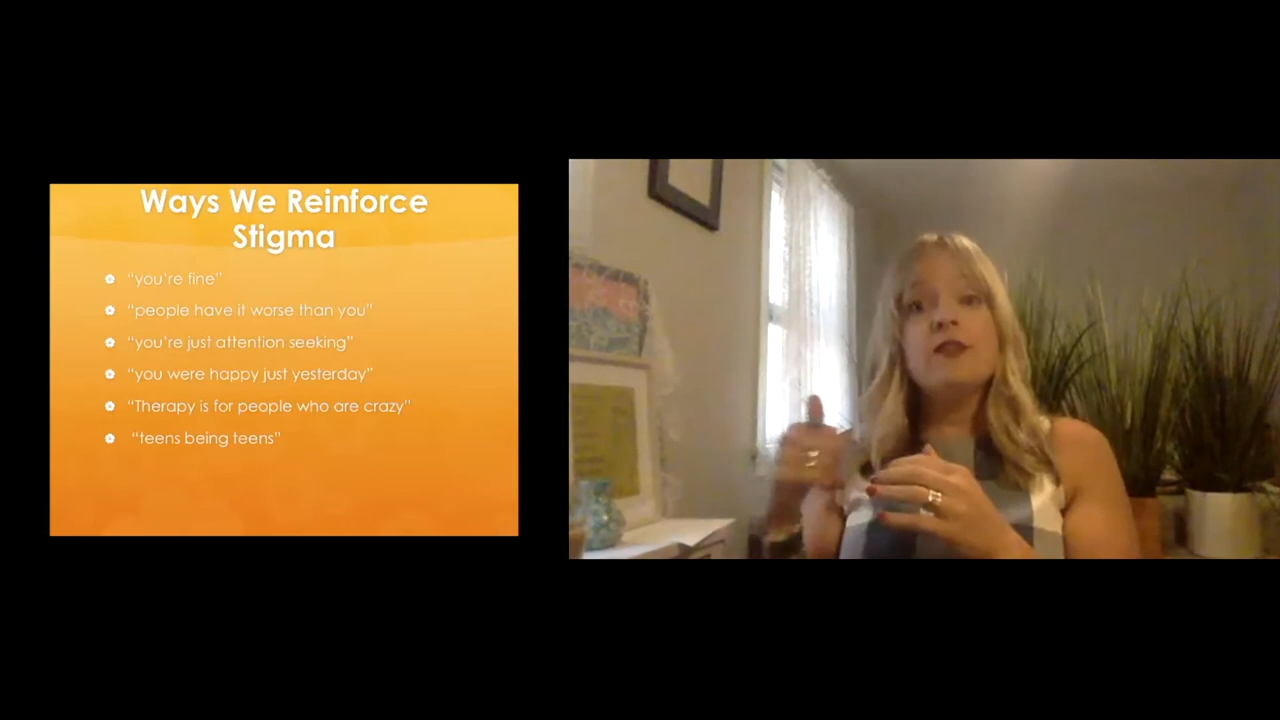 Ways We Reinforce
Stigma
“you’re fine”
“people have it worse than you”
“you’re just attention seeking”
“you were happy just yesterday”
“Therapy is for people who are crazy”
“teens being teens”